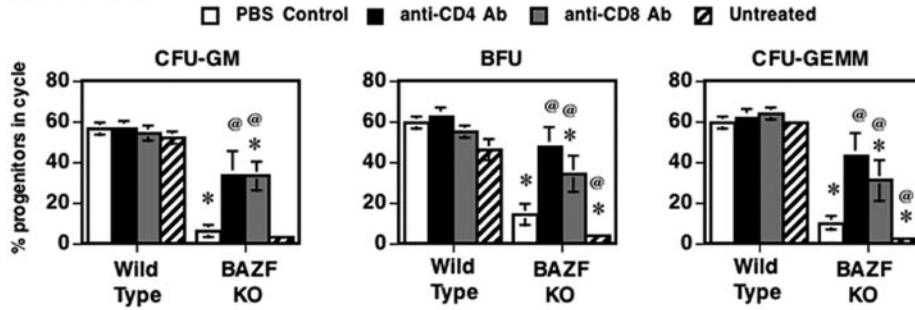 PBS Control anti-CD4 Ab anti-CD8 Ab Untreated
CFU-GM BFU CFU-GEMM
% progenitors in cycle
80 80 80
60 60 60
@ @ @ @ @ @
40 * 40 * 40 *
@
20 * 20 * * 20 * @
*
0 0 0
Wild BAZF Wild BAZF Wild BAZF
Type KO Type KO Type KO